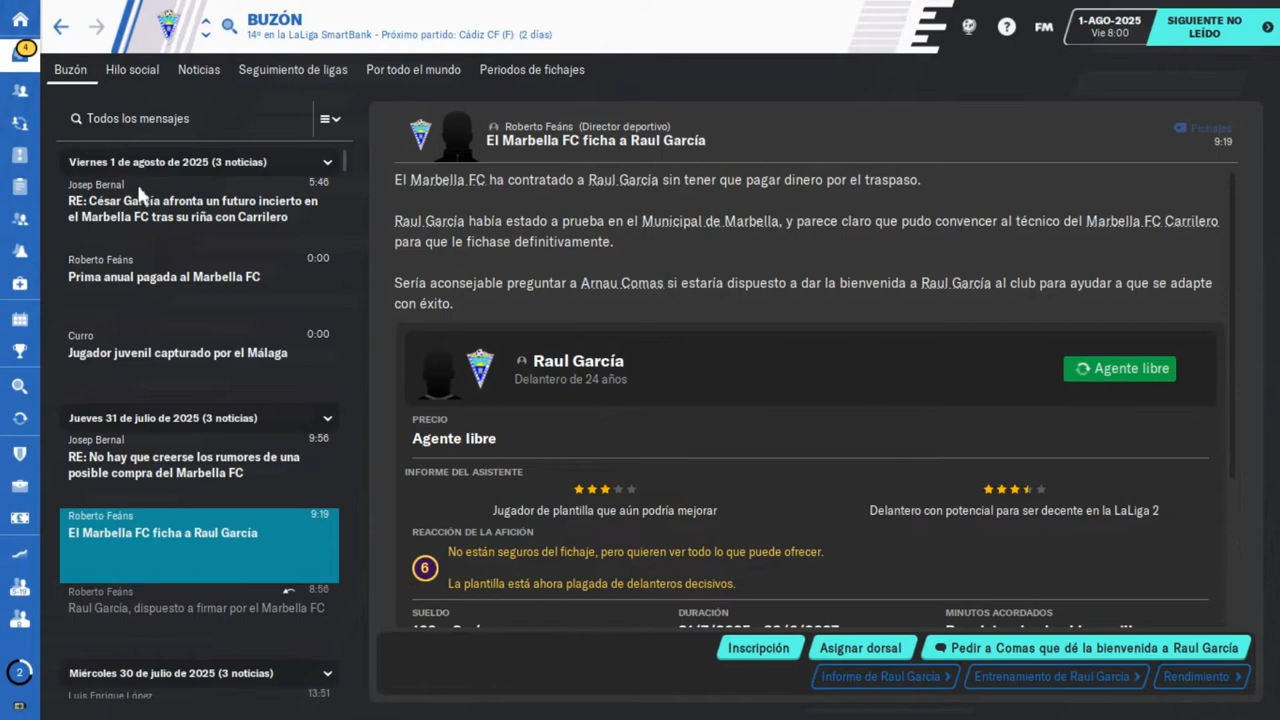 BUZÓN
14º en la LaLiga SmartBank - Próximo partido: Cádiz CF (F) (2 días)
FM
1-AGO-2025
Vie 8:00
SIGUIENTE NO
LEÍDO
4
Buzón
Hilo social
Noticias
Seguimiento de ligas
Por todo el mundo
Periodos de fichajes
Todos los mensajes
Viernes 1 de agosto de 2025 (3 noticias)
Josep Bernal
5:46
RE: César García afronta un futuro incierto en
el Marbella FC tras su riña con Carrilero
Roberto Feáns
0:00
Prima anual pagada al Marbella FC
Curro
0:00
Jugador juvenil capturado por el Málaga
Jueves 31 de julio de 2025 (3 noticias)
Josep Bernal
9:56
RE: No hay que creerse los rumores de una
posible compra del Marbella FC
Roberto Feáns
9:19
El Marbella FC ficha a Raul García
Roberto Feáns
8:56
Raul García, dispuesto a firmar por el Marbella FC
Miércoles 30 de julio de 2025 (3 noticias)
Luis Enrique López
13:51
2
Roberto Feáns (Director deportivo)
El Marbella FC ficha a Raul García
Fichajes
9:19
El Marbella FC ha contratado a Raul García sin tener que pagar dinero por el traspaso.
Raul García había estado a prueba en el Municipal de Marbella, y parece claro que pudo convencer al técnico del Marbella FC Carrilero
para que le fichase definitivamente.
Sería aconsejable preguntar a Arnau Comas si estaría dispuesto a dar la bienvenida a Raul García al club para ayudar a que se adapte
con éxito.
Raul García
Delantero de 24 años
Agente libre
PRECIO
Agente libre
INFORME DEL ASISTENTE
Jugador de plantilla que aún podría mejorar
Delantero con potencial para ser decente en la LaLiga 2
REACCIÓN DE LA AFICIÓN
6
No están seguros del fichaje, pero quieren ver todo lo que puede ofrecer.
La plantilla está ahora plagada de delanteros decisivos.
SUELDO
DURACIÓN
MINUTOS ACORDADOS
Inscripción
Asignar dorsal
Pedir a Comas que dé la bienvenida a Raul García
Informe de Raul García
Entrenamiento de Raul García
Rendimiento